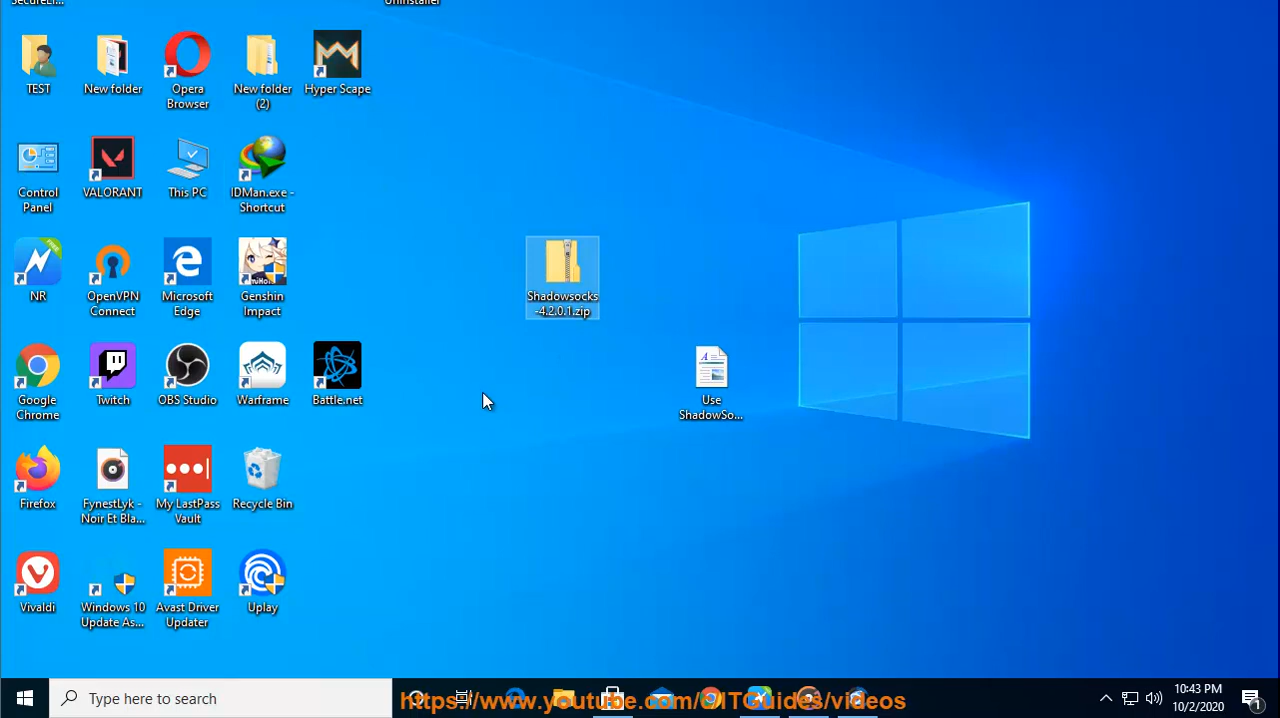 SecureLi...
Uninstaller
TEST
New folder
Opera
Browser
New folder
(2)
Hyper Scape
Control
Panel
VALORANT
This PC
IDMan.exe -
Shortcut
NR
OpenVPN
Connect
Microsoft
Edge
Genshin
Impact
Shadowsocks
-4.2.0.1.zip
Google
Chrome
Twitch
OBS Studio
Warframe
Battle.net
Use
ShadowSo...
Firefox
FynestLyk -
Noir Et Bla...
My LastPass
Vault
Recycle Bin
Vivaldi
Windows 10
Update As...
Avast Driver
Updater
Uplay
Type here to search
https://www.youtube.com/c/ITGuides/videos
10:43 PM
10/2/2020
1